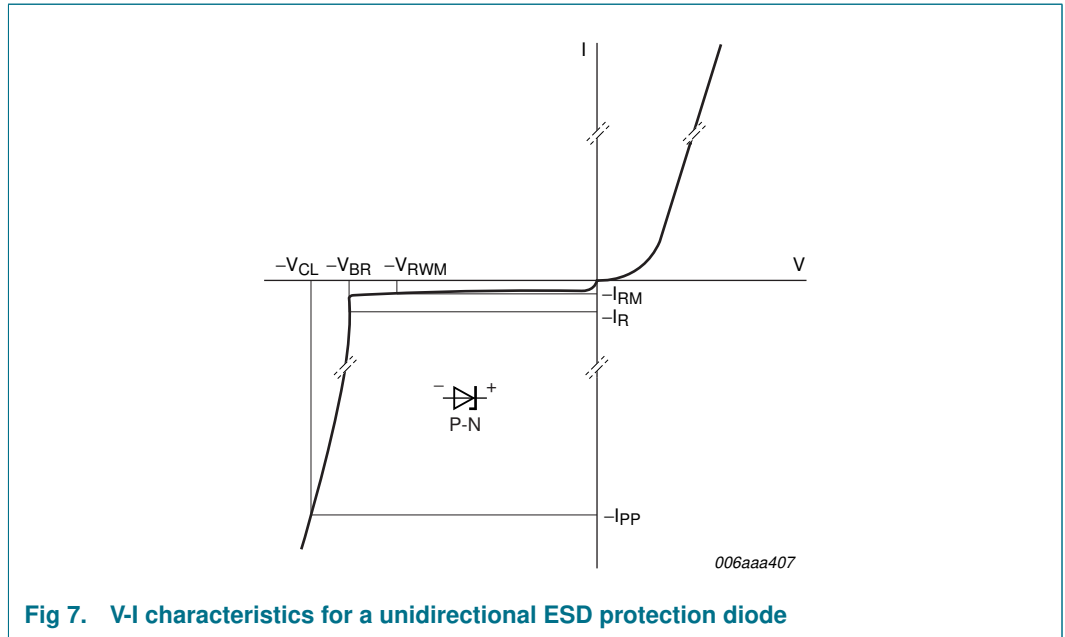 I
−VCL −VBR −VRWM V
−IRM
−IR
− +
P-N
−IPP
006aaa407
Fig 7. V-I characteristics for a unidirectional ESD protection diode